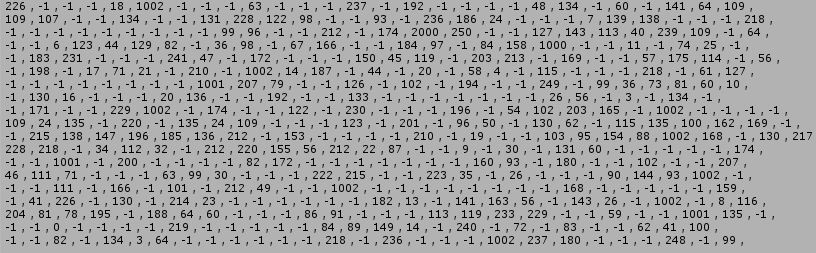 226 , -1 , -1 , -1 , 18 , 1002 , -1 , -1 , -1 , 63 , -1 , -1 , -1 , 237 , -1 , 192 , -1 , -1 , -1 , -1 , 48 , 134 , -1 , 60 , -1 , 141 , 64 , 109 ,
109 , 107 , -1 , -1 , 134 , -1 , -1 , 131 , 228 , 122 , 98 , -1 , -1 , 93 , -1 , 236 , 186 , 24 , -1 , -1 , -1 , 7 , 139 , 138 , -1 , -1 , -1 , 218 ,
-1 , -1 , -1 , -1 , -1 , -1 , -1 , -1 , -1 , 99 , 96 , -1 , -1 , 212 , -1 , 174 , 2000 , 250 , -1 , -1 , 127 , 143 , 113 , 40 , 239 , 109 , -1 , 64 ,
-1 , -1 , 6 , 123 , 44 , 129 , 82 , -1 , 36 , 98 , -1 , 67 , 166 , -1 , -1 , 184 , 97 , -1 , 84 , 158 , 1000 , -1 , -1 , 11 , -1 , 74 , 25 , -1 ,
-1 , 183 , 231 , -1 , -1 , -1 , 241 , 47 , -1 , 172 , -1 , -1 , -1 , 150 , 45 , 119 , -1 , 203 , 213 , -1 , 169 , -1 , -1 , 57 , 175 , 114 , -1 , 56 ,
-1 , 198 , -1 , 17 , 71 , 21 , -1 , 210 , -1 , 1002 , 14 , 187 , -1 , 44 , -1 , 20 , -1 , 58 , 4 , -1 , 115 , -1 , -1 , -1 , 218 , -1 , 61 , 127 ,
-1 , -1 , -1 , -1 , -1 , -1 , -1 , 1001 , 207 , 79 , -1 , -1 , 126 , -1 , 102 , -1 , 194 , -1 , -1 , 249 , -1 , 99 , 36 , 73 , 81 , 60 , 10 ,
-1 , 130 , 16 , -1 , -1 , -1 , 20 , 136 , -1 , -1 , 192 , -1 , -1 , 133 , -1 , -1 , -1 , -1 , -1 , -1 , -1 , 26 , 56 , -1 , 3 , -1 , 134 , -1 ,
-1 , 171 , -1 , -1 , 229 , 1002 , -1 , 174 , -1 , -1 , 122 , -1 , 230 , -1 , -1 , -1 , 196 , -1 , 54 , 102 , 203 , 165 , -1 , 1002 , -1 , -1 , -1 , -1 ,
109 , 24 , 135 , -1 , 220 , -1 , 135 , 24 , 109 , -1 , -1 , -1 , 123 , -1 , 201 , -1 , 96 , 50 , -1 , 130 , 62 , -1 , 115 , 135 , 100 , 162 , 169 , -1 ,
-1 , 215 , 138 , 147 , 196 , 185 , 136 , 212 , -1 , 153 , -1 , -1 , -1 , -1 , 210 , -1 , 19 , -1 , -1 , 103 , 95 , 154 , 88 , 1002 , 168 , -1 , 130 , 217
228 , 218 , -1 , 34 , 112 , 32 , -1 , 212 , 220 , 155 , 56 , 212 , 22 , 87 , -1 , -1 , 9 , -1 , 30 , -1 , 131 , 60 , -1 , -1 , -1 , -1 , -1 , 174 ,
-1 , -1 , 1001 , -1 , 200 , -1 , -1 , -1 , -1 , 82 , 172 , -1 , -1 , -1 , -1 , -1 , -1 , -1 , 160 , 93 , -1 , 180 , -1 , -1 , 102 , -1 , -1 , 207 ,
46 , 111 , 71 , -1 , -1 , -1 , 63 , 99 , 30 , -1 , -1 , -1 , 222 , 215 , -1 , -1 , 223 , 35 , -1 , 26 , -1 , -1 , -1 , 90 , 144 , 93 , 1002 , -1 ,
-1 , -1 , 111 , -1 , 166 , -1 , 101 , -1 , 212 , 49 , -1 , -1 , 1002 , -1 , -1 , -1 , -1 , -1 , -1 , -1 , 168 , -1 , -1 , -1 , -1 , -1 , 159 ,
-1 , 41 , 226 , -1 , 130 , -1 , 214 , 23 , -1 , -1 , -1 , -1 , -1 , 182 , 13 , -1 , 141 , 163 , 56 , -1 , 143 , 26 , -1 , 1002 , -1 , 8 , 116 ,
204 , 81 , 78 , 195 , -1 , 188 , 64 , 60 , -1 , -1 , -1 , 86 , 91 , -1 , -1 , -1 , 113 , 119 , 233 , 229 , -1 , -1 , 59 , -1 , -1 , 1001 , 135 , -1 ,
-1 , -1 , 0 , -1 , -1 , -1 , 219 , -1 , -1 , -1 , -1 , 84 , 89 , 149 , 14 , -1 , 240 , -1 , 72 , -1 , 83 , -1 , -1 , 62 , 41 , 100 ,
-1 , -1 , 82 , -1 , 134 , 3 , 64 , -1 , -1 , -1 , -1 , -1 , -1 , 218 , -1 , 236 , -1 , -1 , -1 , 1002 , 237 , 180 , -1 , -1 , -1 , 248 , -1 , 99 ,